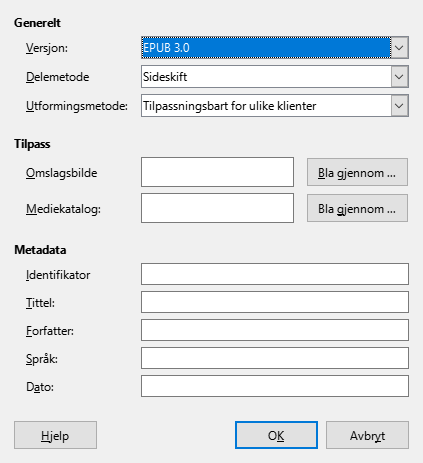 Generelt
Versjon: EPUB 3.0
Delemetode Sideskift
Utformingsmetode: Tilpassningsbart for ulike klienter
Tilpass
Omslagsbilde Bla gjennom ...
Mediekatalog: Bla gjennom ...
Metadata
Identifikator
Tittel:
Forfatter:
Språk:
Dato:
Hjelp OK Avbryt